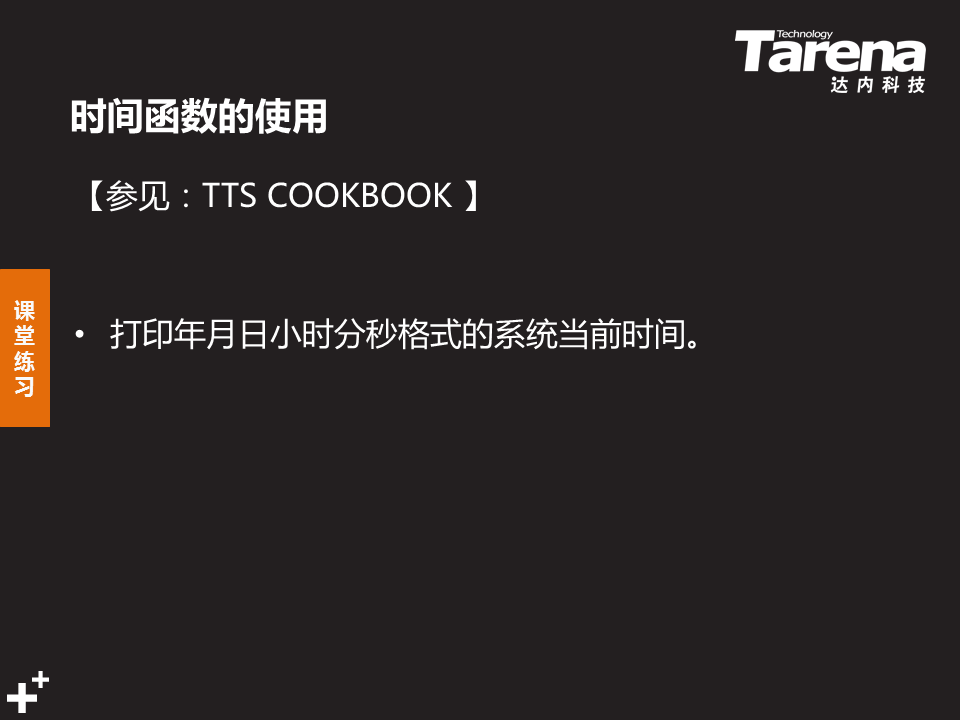 Technology
Tarena
达内科技
时间函数的使用
【参见：TTS COOKBOOK 】
课
堂
练
习
• 打印年月日小时分秒格式的系统当前时间。